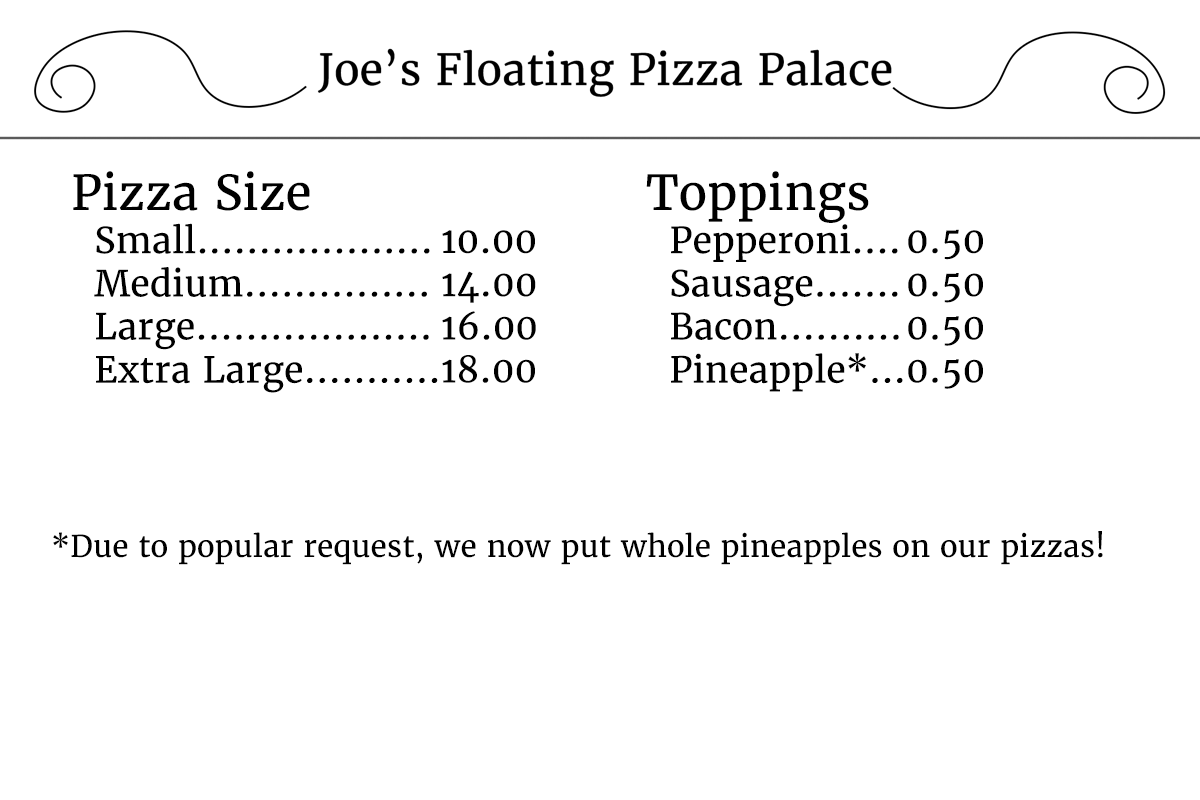 Joe’s Floating Pizza Palace
Pizza Size
Small................... 10.00
Medium............... 14.00
Large................... 16.00
Extra Large...........18.00
Toppings
Pepperoni.... 0.50
Sausage....... 0.50
Bacon..........0.50
Pineapple*...0.50
*Due to popular request, we now put whole pineapples on our pizzas!